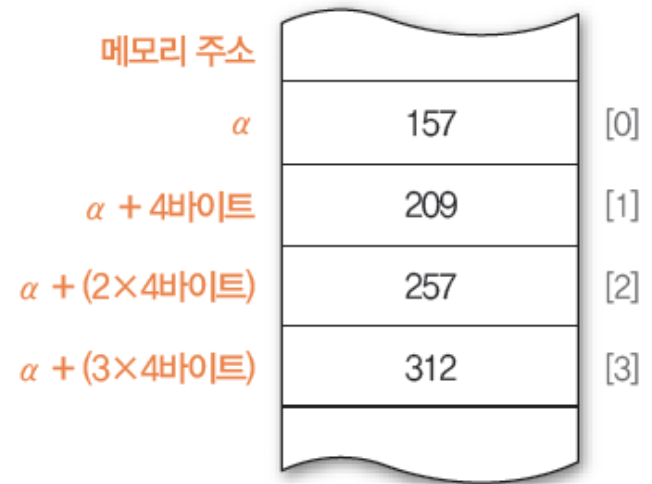 메모리 주소
α 157 [0]
α + 4바이트 209 [1]
α + (2×4바이트) 257 [2]
α + (3×4바이트) 312 [3]